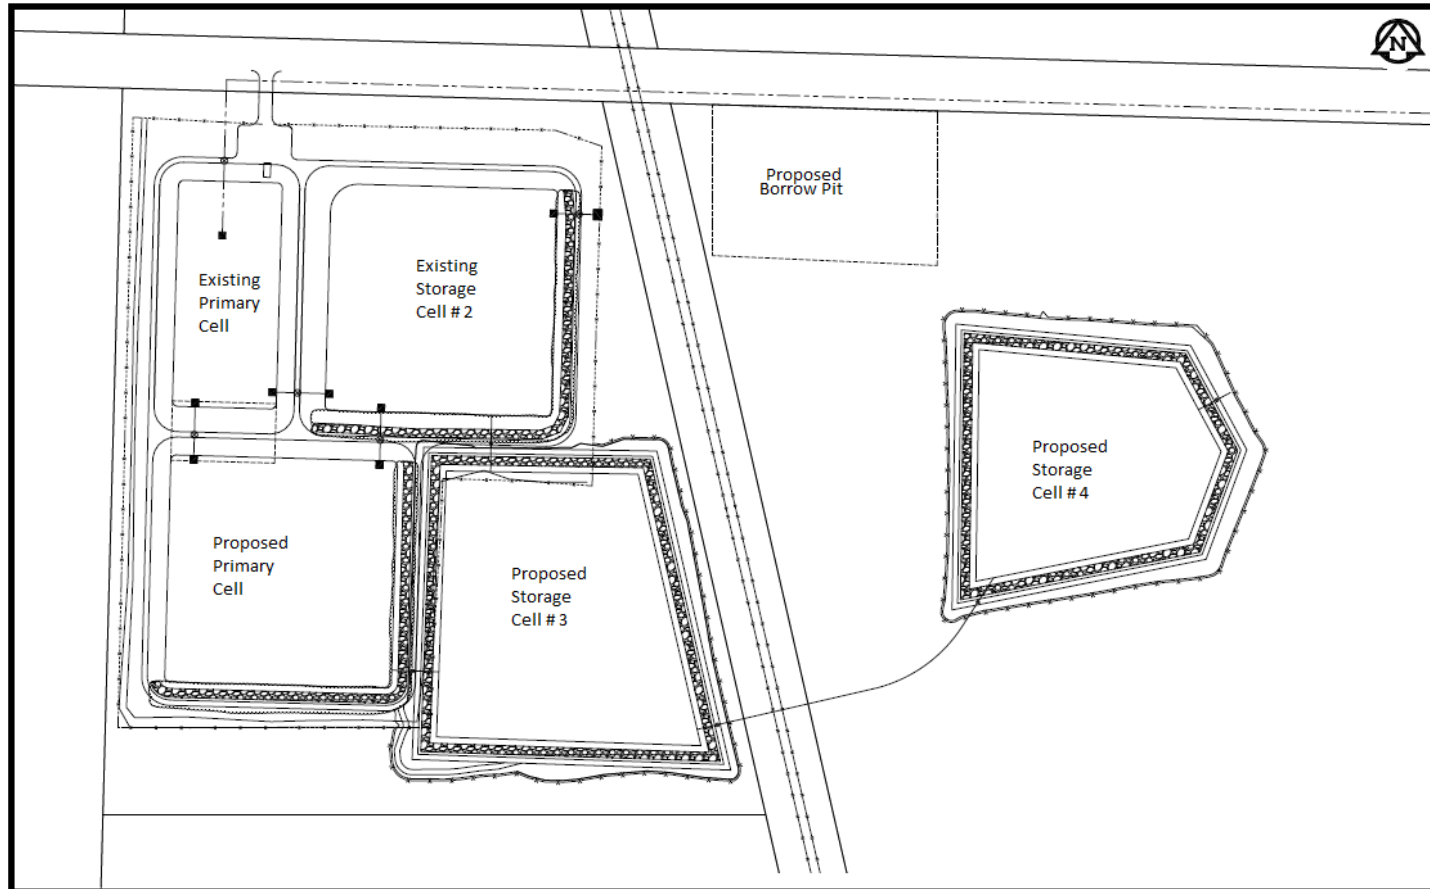 N
Proposed
Borrow Pit
Existing
Primary
Cell
Existing
Storage
Cell # 2
Proposed
Storage
Cell # 4
Proposed
Primary
Cell
Proposed
Storage
Cell # 3